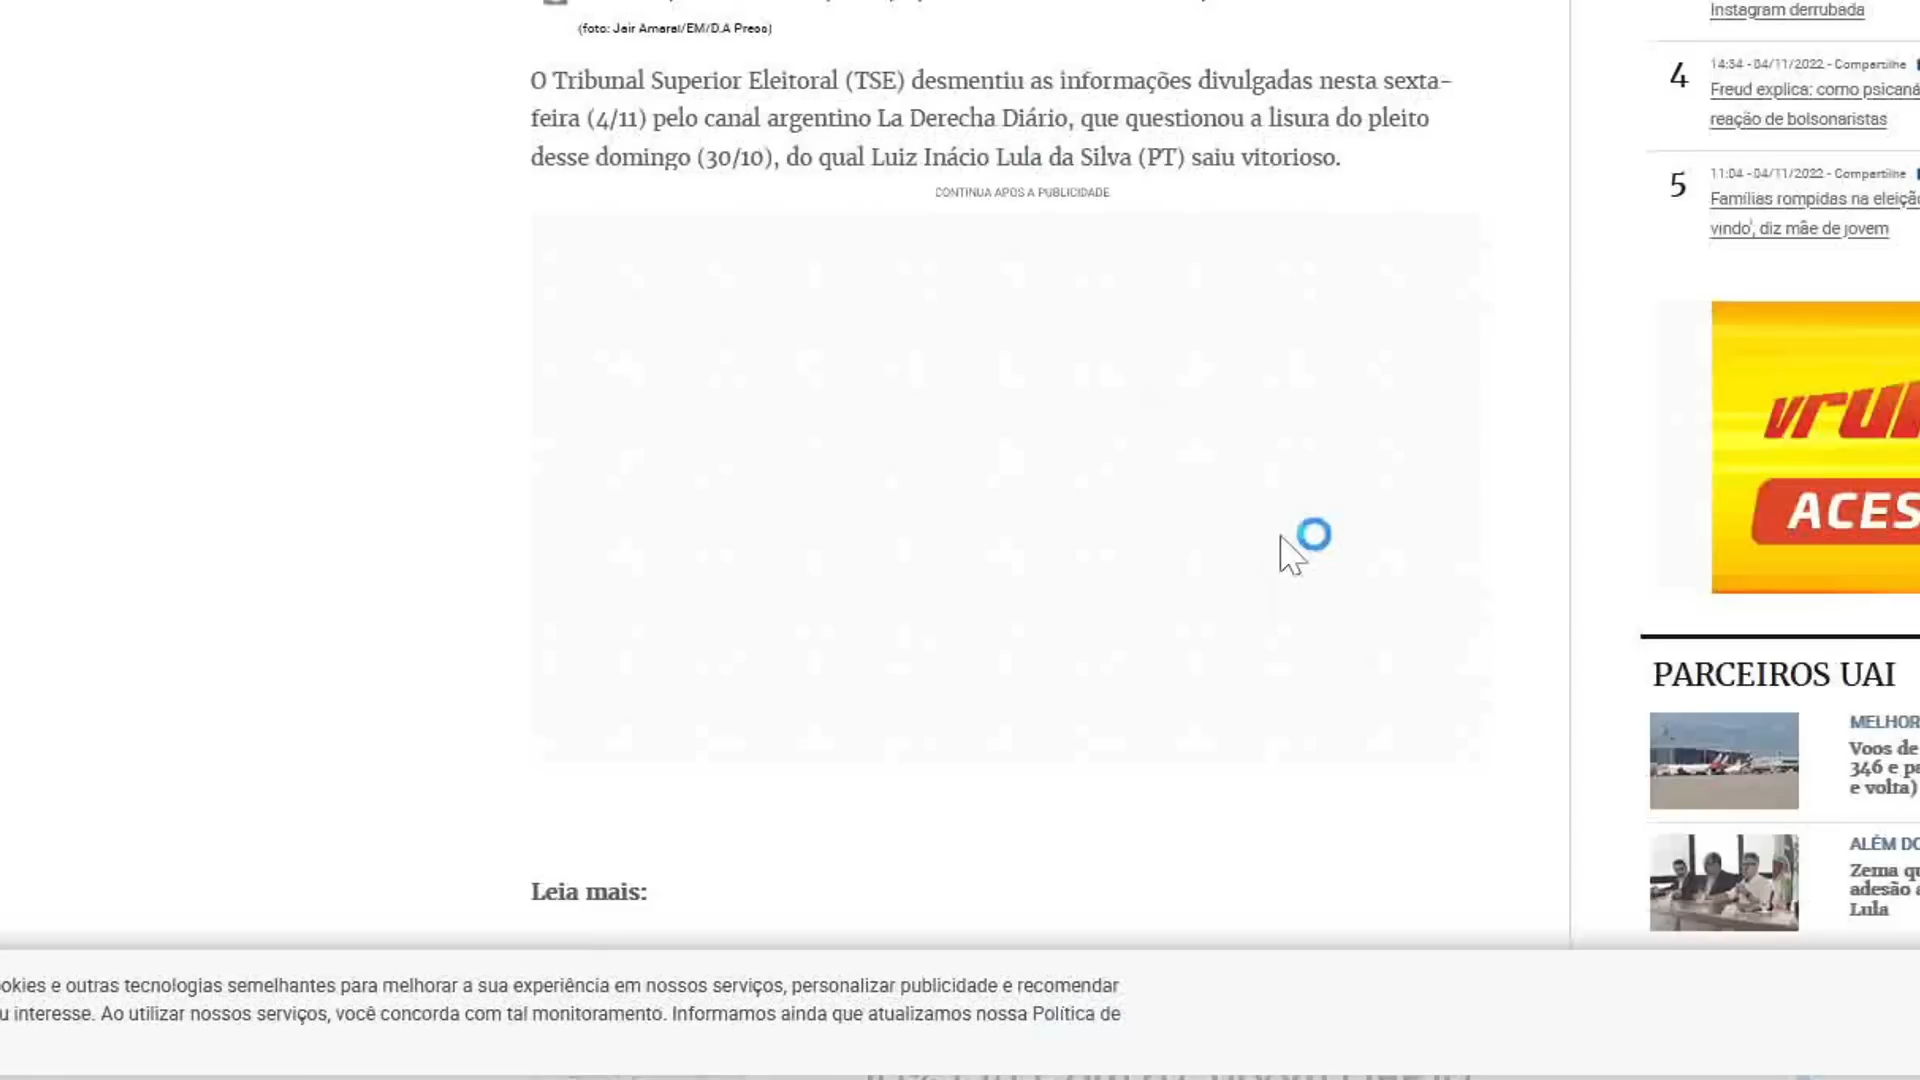 (foto: Jair Amaral/EM/D.A Press)
O Tribunal Superior Eleitoral (TSE) desmentiu as informações divulgadas nesta sexta-
feira (4/11) pelo canal argentino La Derecha Diário, que questionou a lisura do pleito
desse domingo (30/10), do qual Luiz Inácio Lula da Silva (PT) saiu vitorioso.
CONTINUA APÓS A PUBLICIDADE
Leia mais:
Instagram derrubada
4
14:34 - 04/11/2022 - Compartilhe
Freud explica: como psicaná
reação de bolsonaristas
5
11:04 - 04/11/2022 - Compartilhe
Famílias rompidas na eleição
vindo', diz mãe de jovem
vru
ACES
PARCEIROS UAI
MELHOR
Voos de
346 e pa
e volta)
ALÉM DO
Zema qu
adesão a
Lula
okies e outras tecnologias semelhantes para melhorar a sua experiência em nossos serviços, personalizar publicidade e recomendar
u interesse. Ao utilizar nossos serviços, você concorda com tal monitoramento. Informamos ainda que atualizamos nossa Política de